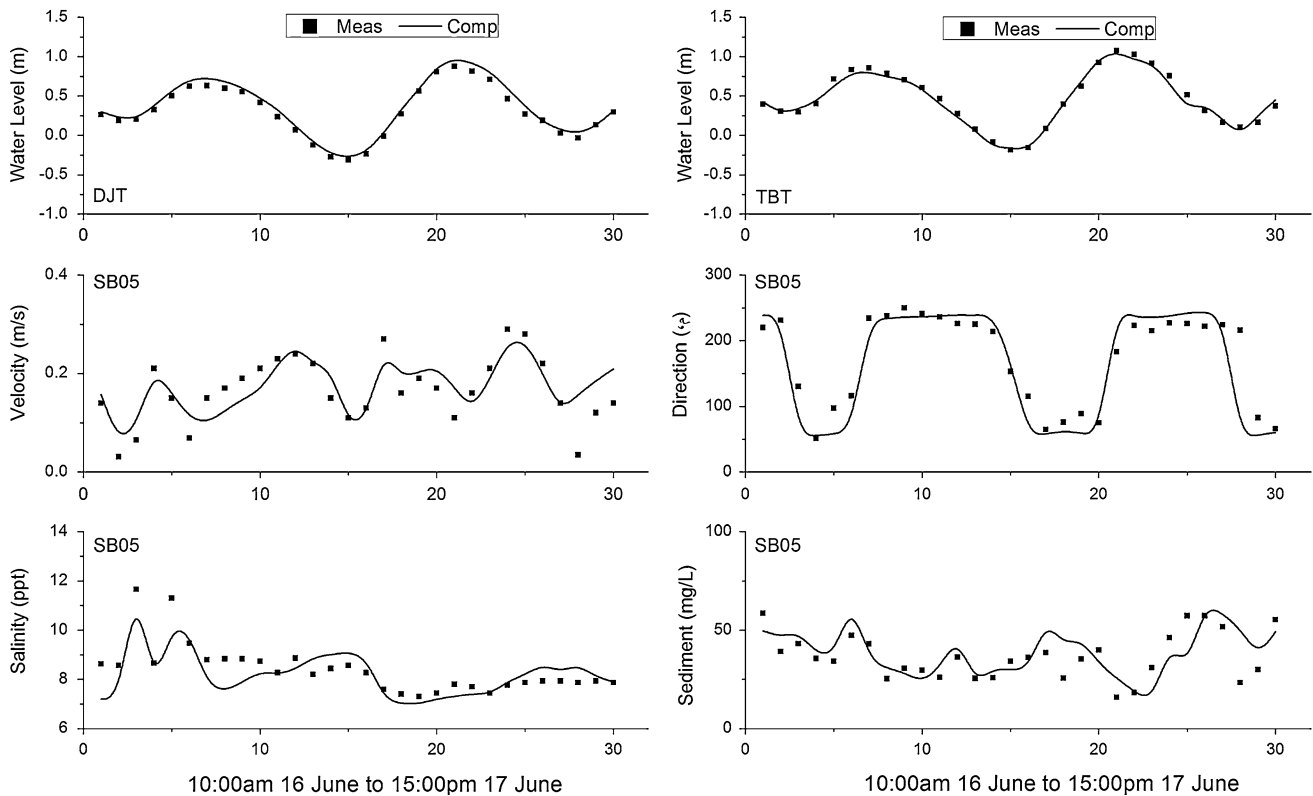 Meas Comp
Water Level (m)
1.5
1.0
0.5
0.0
-0.5
-1.0
DJT
0 10 20 30
Meas Comp
Water Level (m)
1.5
1.0
0.5
0.0
-0.5
-1.0
TBT
0 10 20 30
SB05
Velocity (m/s)
0.4
0.2
0.0
0 10 20 30
SB05
Direction
300
200
100
0
0 10 20 30
SB05
Salinity (ppt)
14
12
10
8
6
0 10 20 30
10:00am 16 June to 15:00pm 17 June
SB05
Sediment (mg/L)
100
50
0
0 10 20 30
10:00am 16 June to 15:00pm 17 June